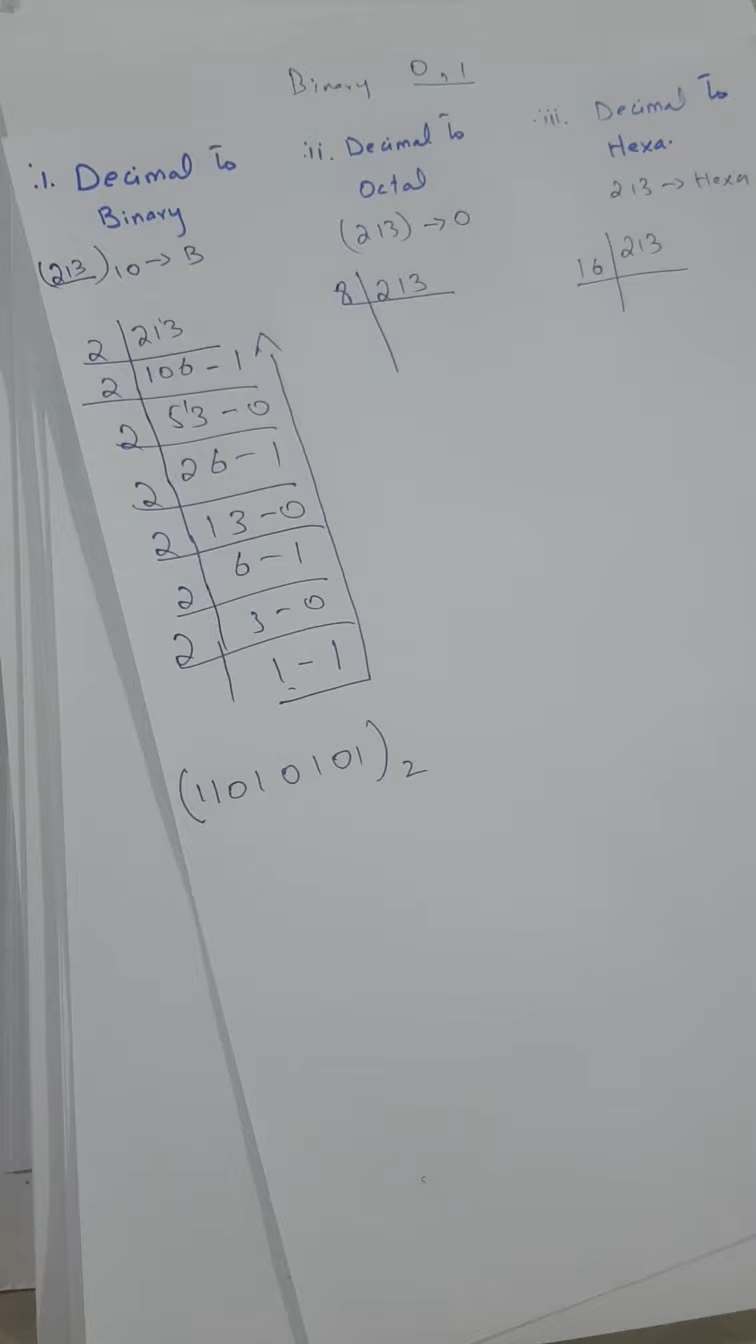 Binary 0,1
:i. Decimal To
Binary
(213)10 → B
2 | 213
2 | 106 - 1
2 | 53 - 0
2 | 26 - 1
2 | 13 - 0
2 | 6 - 1
2 | 3 - 0
1 - 1
(11010101)2
:ii. Decimal To
Octal
(213) → O
8 | 213
:iii. Decimal To
Hexa.
213 → Hexa
16 | 213